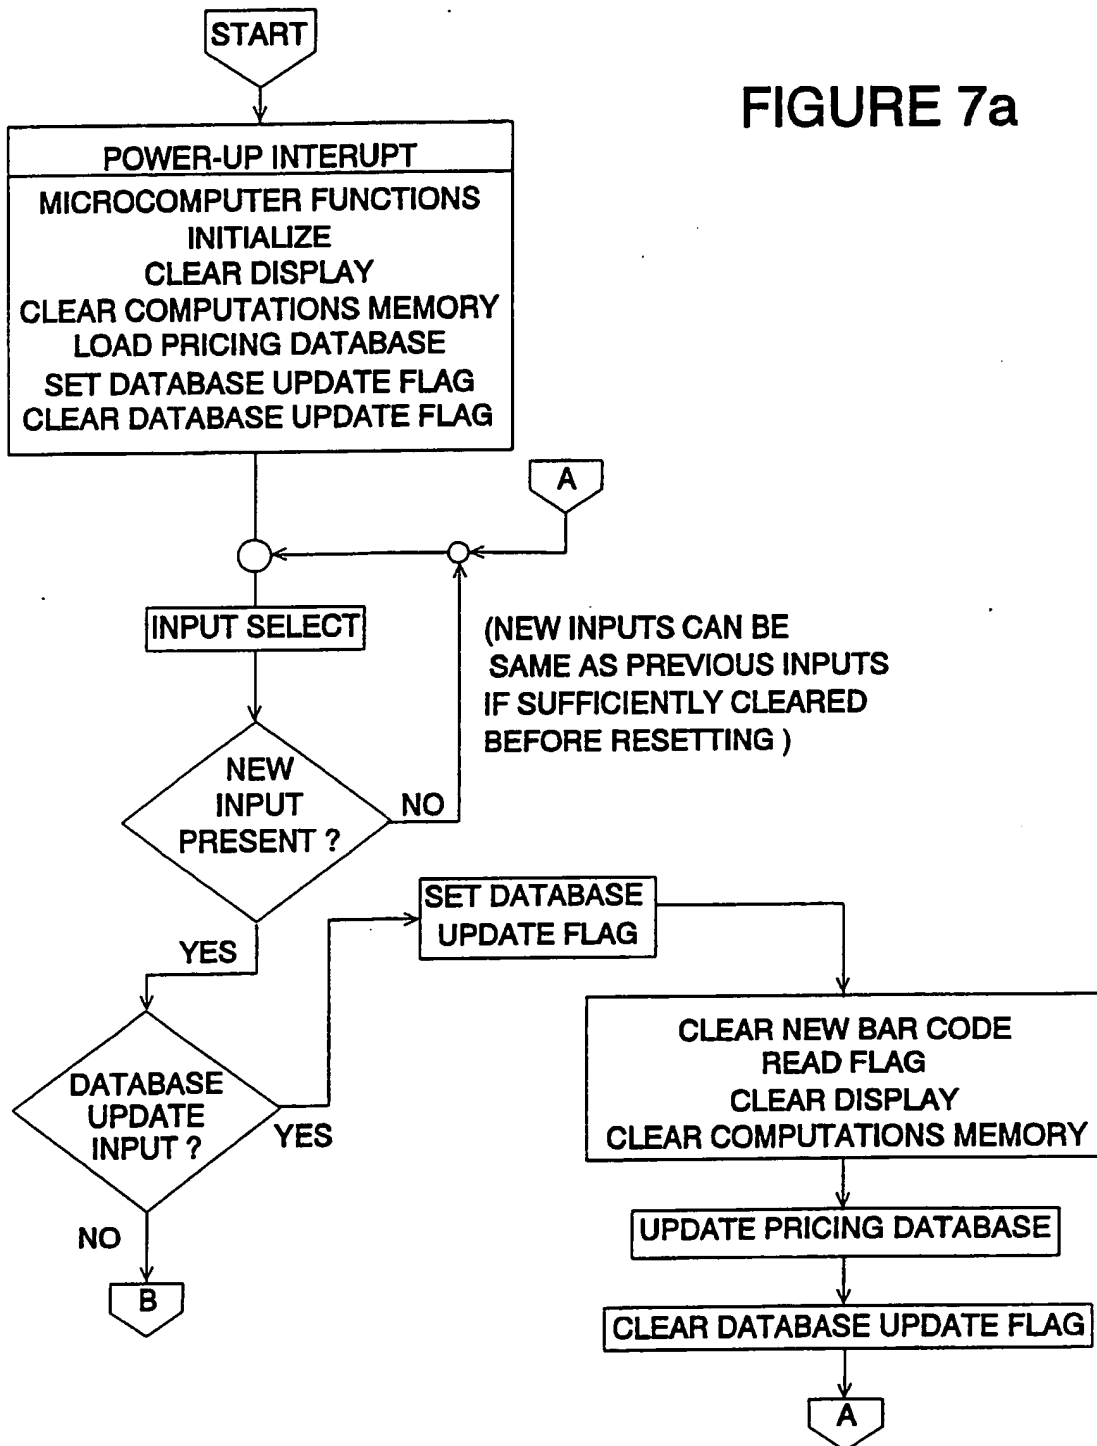 START
FIGURE 7a
POWER-UP INTERUPT
MICROCOMPUTER FUNCTIONS
INITIALIZE
CLEAR DISPLAY
CLEAR COMPUTATIONS MEMORY
LOAD PRICING DATABASE
SET DATABASE UPDATE FLAG
CLEAR DATABASE UPDATE FLAG
A
INPUT SELECT
(NEW INPUTS CAN BE
SAME AS PREVIOUS INPUTS
IF SUFFICIENTLY CLEARED
BEFORE RESETTING )
NEW
INPUT
PRESENT ?
NO
YES
SET DATABASE
UPDATE FLAG
DATABASE
UPDATE
INPUT ?
YES
NO
B
CLEAR NEW BAR CODE
READ FLAG
CLEAR DISPLAY
CLEAR COMPUTATIONS MEMORY
UPDATE PRICING DATABASE
CLEAR DATABASE UPDATE FLAG
A